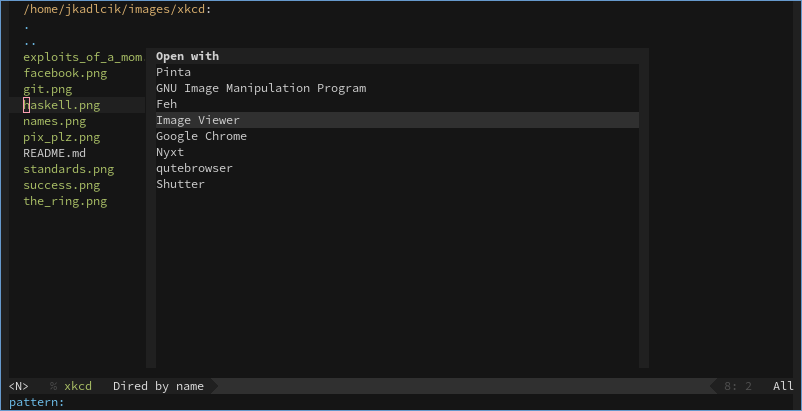 /home/jkadlcik/images/xkcd:
.
..
exploits_of_a_mom.
facebook.png
git.png
haskell.png
names.png
pix_plz.png
README.md
standards.png
success.png
the_ring.png
Open with
Pinta
GNU Image Manipulation Program
Feh
Image Viewer
Google Chrome
Nyxt
qutebrowser
Shutter
<N> % xkcd Dired by name 8: 2 All
pattern: